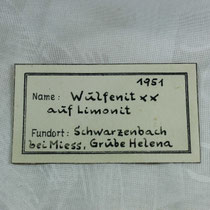 1951
Name: Wulfenit xx
auf Limonit
Fundort: Schwarzenbach
bei Miess, Grube Helena